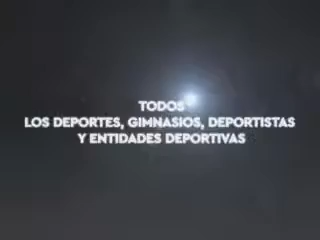 TODOS
LOS DEPORTES, GIMNASIOS, DEPORTISTAS
Y ENTIDADES DEPORTIVAS